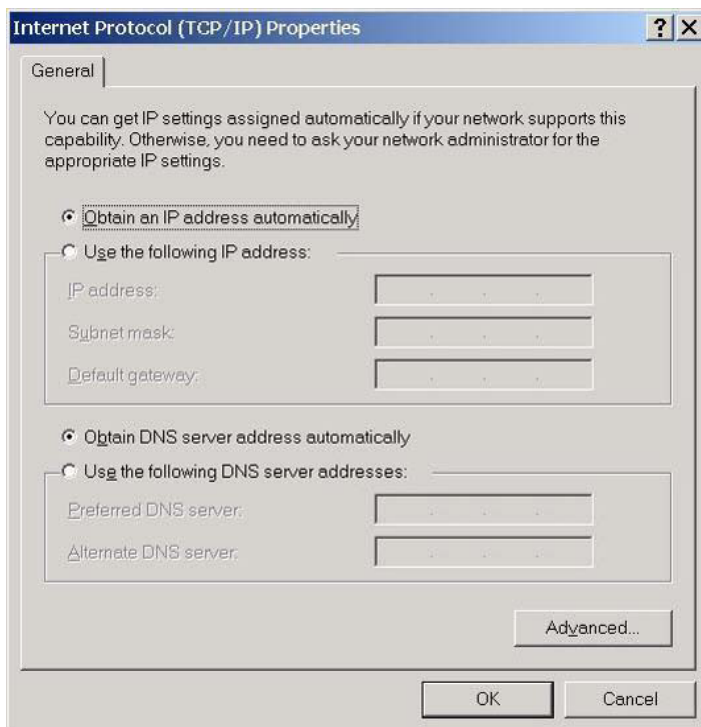 Internet Protocol (TCP/IP) Properties
General
You can get IP settings assigned automatically if your network supports this
capability. Otherwise, you need to ask your network administrator for the
appropriate IP settings.
Obtain an IP address automatically
Use the following IP address:
IP address:
Subnet mask:
Default gateway:
Obtain DNS server address automatically
Use the following DNS server addresses:
Preferred DNS server:
Alternate DNS server:
Advanced...
OK Cancel